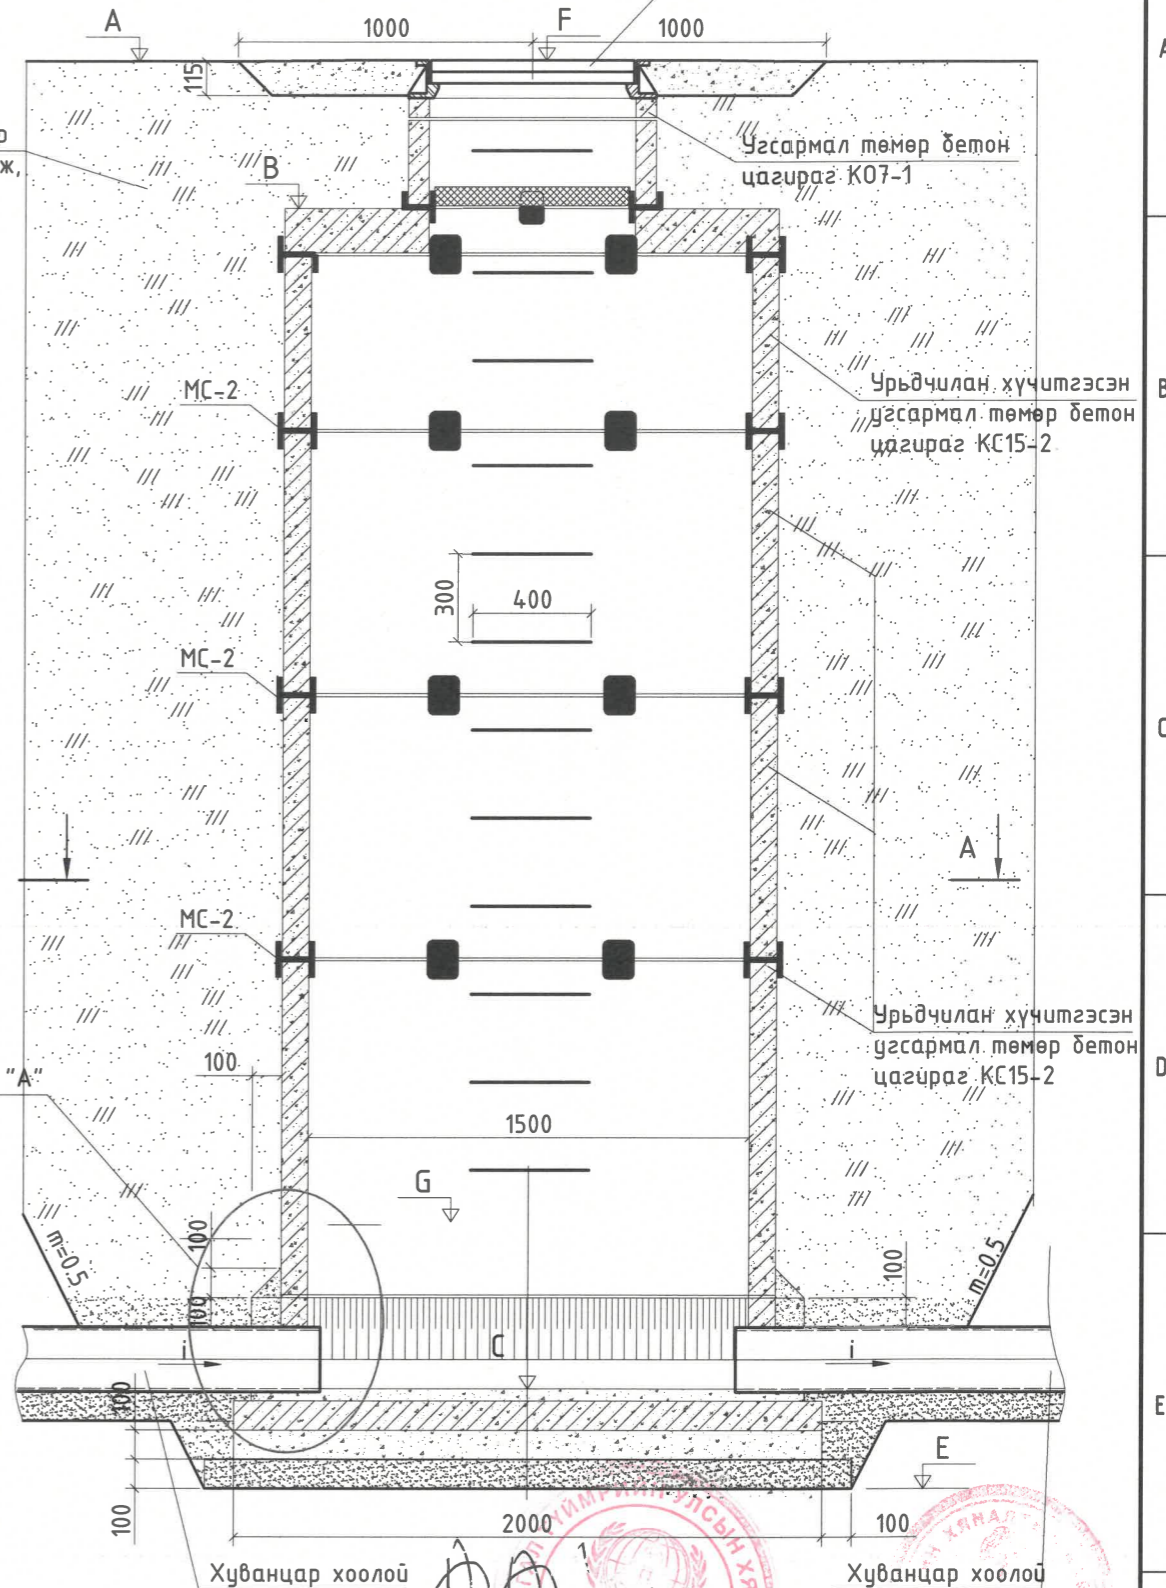 A
1000
F
1000
A
115
ж,
B
Угсармал төмөр бетон
цагираг КО7-1
МС-2
Урьдчилан хүчитгэсэн
угсармал төмөр бетон
цагираг КС15-2
B
300
400
МС-2
C
A
МС-2
Урьдчилан хүчитгэсэн
угсармал төмөр бетон
цагираг КС15-2
100
"А"
D
1500
G
100
100
m=0.5
100
m=0.5
i
C
i
100
E
E
100
2000
100
Хуванцар хоолой
Хуванцар хоолой